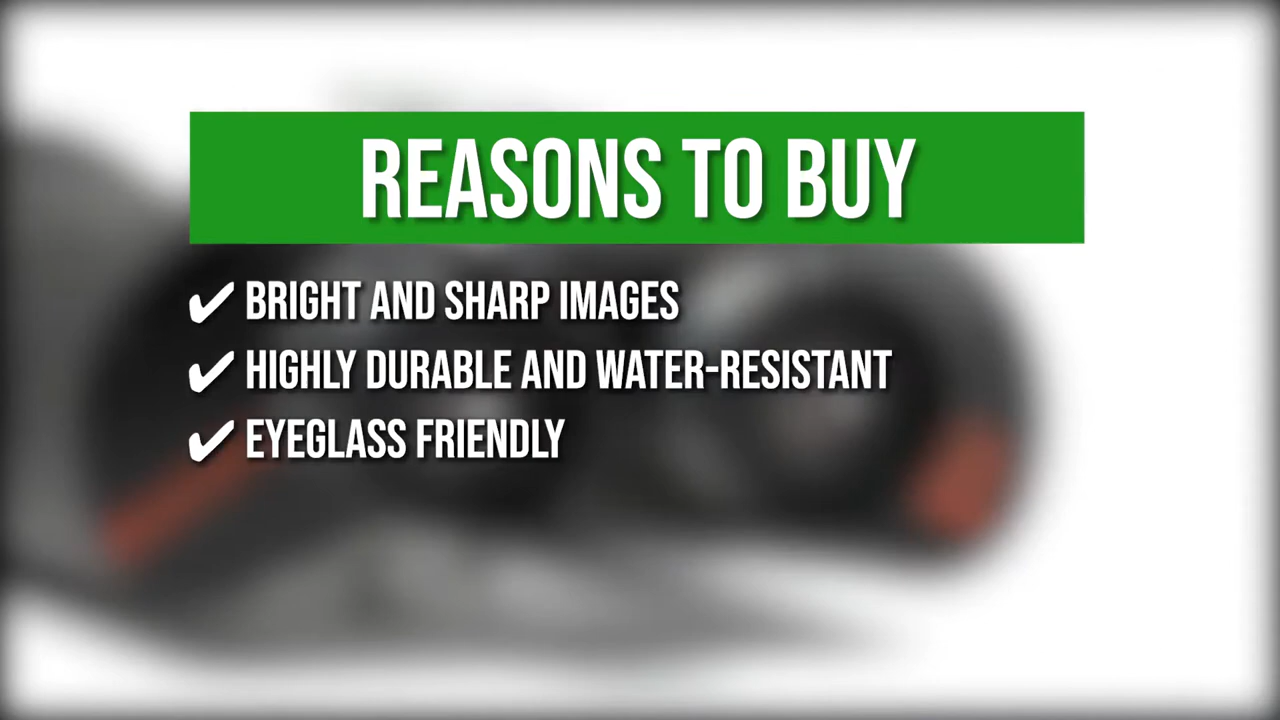 REASONS TO BUY
✔ BRIGHT AND SHARP IMAGES
✔ HIGHLY DURABLE AND WATER-RESISTANT
✔ EYEGLASS FRIENDLY